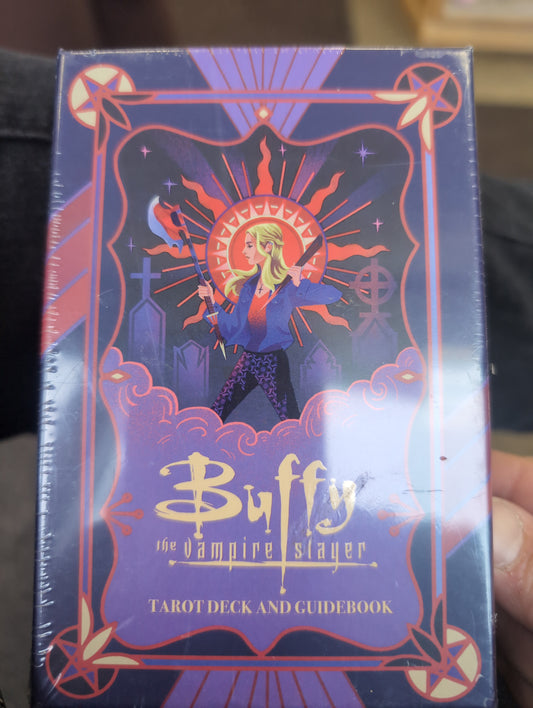 Buffy
the vampire slayer
TAROT DECK AND GUIDEBOOK